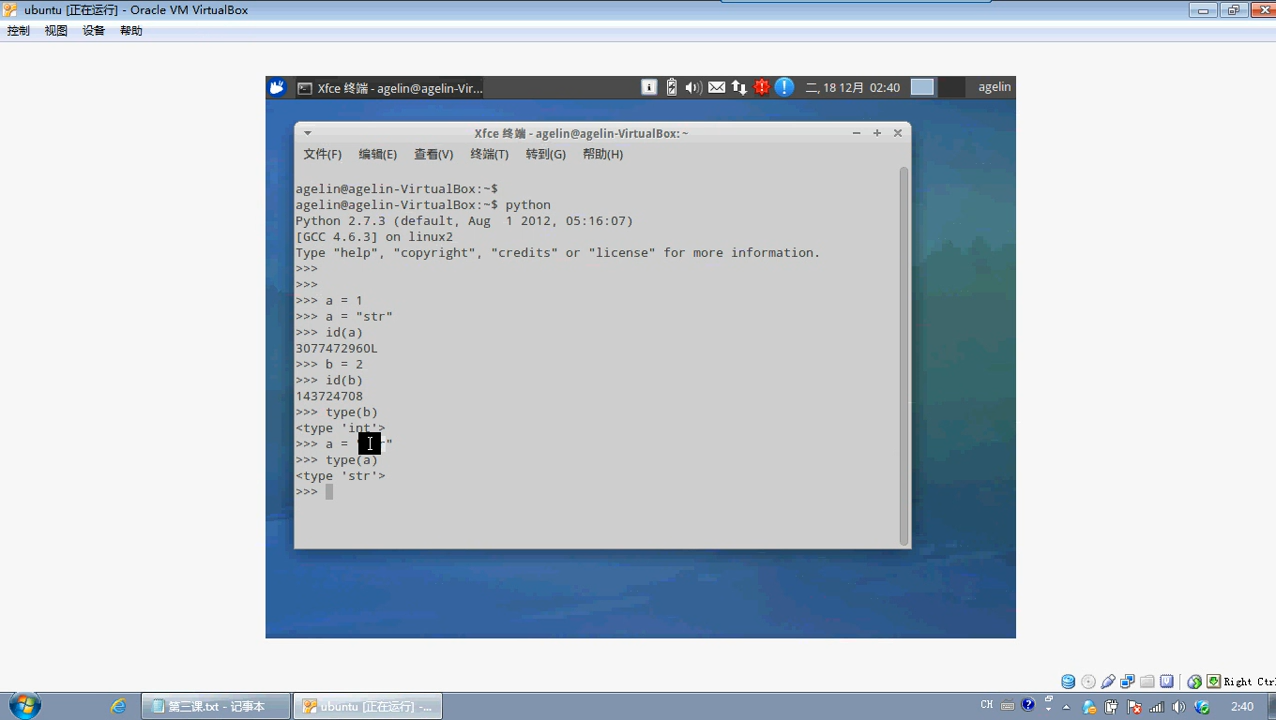 ubuntu [正在运行] - Oracle VM VirtualBox
控制 视图 设备 帮助
Xfce 终端 - agelin@agelin-Vir...
二, 18 12月 02:40
agelin
Xfce 终端 - agelin@agelin-VirtualBox: ~
文件(F) 编辑(E) 查看(V) 终端(T) 转到(G) 帮助(H)
agelin@agelin-VirtualBox:~$
agelin@agelin-VirtualBox:~$ python
Python 2.7.3 (default, Aug  1 2012, 05:16:07)
[GCC 4.6.3] on linux2
Type "help", "copyright", "credits" or "license" for more information.
>>>
>>>
>>> a = 1
>>> a = "str"
>>> id(a)
3077472960L
>>> b = 2
>>> id(b)
143724708
>>> type(b)
<type 'int'>
>>> a =
>>> type(a)
<type 'str'>
>>>
Right Ctrl
第三课.txt - 记事本
ubuntu [正在运行] -...
CH
2:40